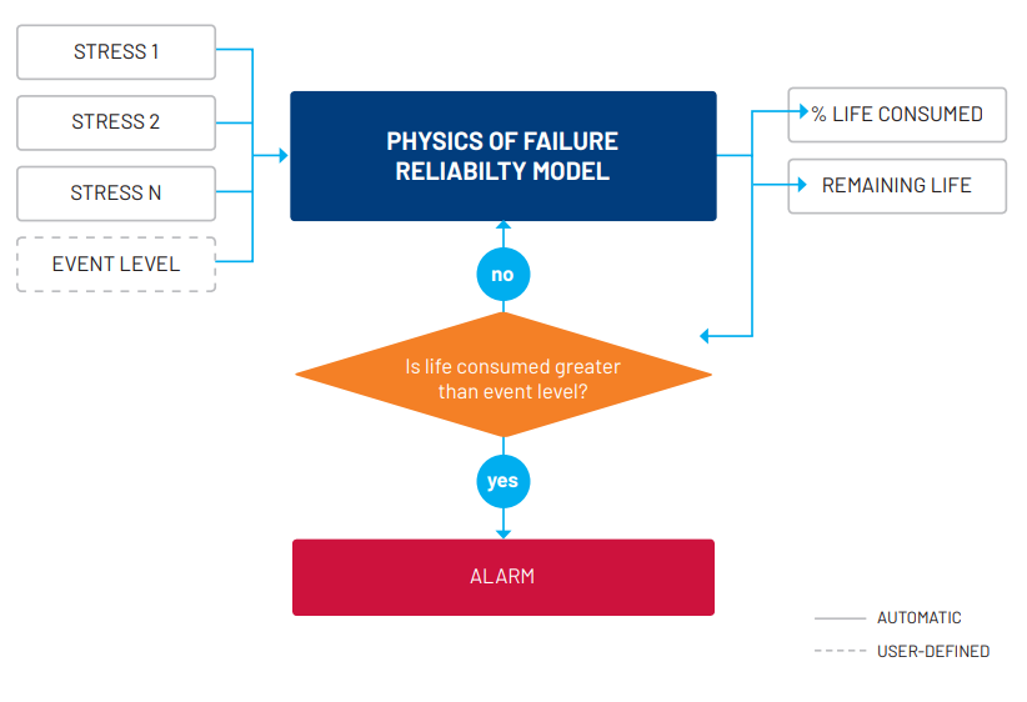 STRESS 1
STRESS 2
STRESS N
EVENT LEVEL
PHYSICS OF FAILURE
RELIABILTY MODEL
% LIFE CONSUMED
REMAINING LIFE
no
Is life consumed greater
than event level?
yes
ALARM
AUTOMATIC
USER-DEFINED